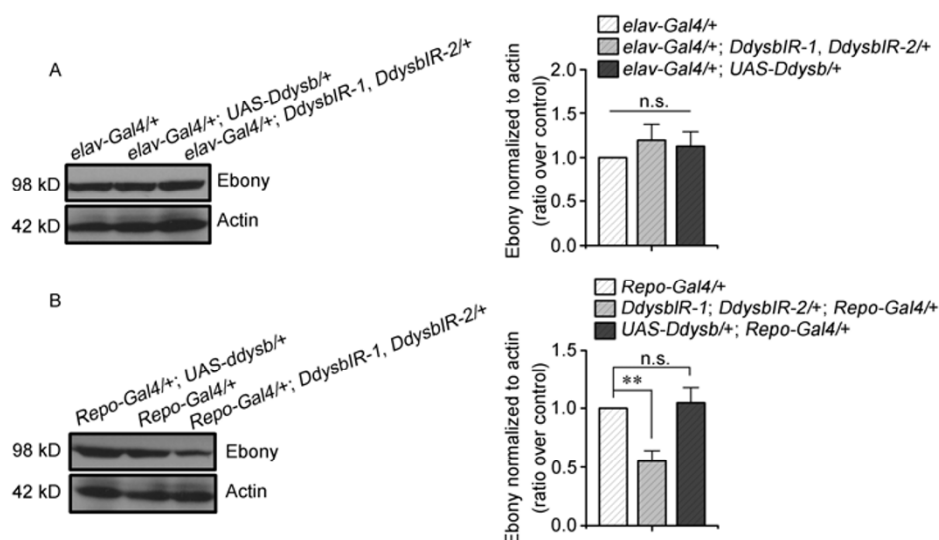 A
elav-Gal4/+
elav-Gal4/+; UAS-Ddysb/+
elav-Gal4/+; DdysbIR-1, DdysbIR-2/+
98 kD
Ebony
42 kD
Actin
elav-Gal4/+
elav-Gal4/+; DdysbIR-1, DdysbIR-2/+
elav-Gal4/+; UAS-Ddysb/+
Ebony normalized to actin
(ratio over control)
2.0
1.5
1.0
0.5
0.0
n.s.
B
Repo-Gal4/+; UAS-ddysb/+
Repo-Gal4/+
Repo-Gal4/+; DdysbIR-1, DdysbIR-2/+
98 kD
Ebony
42 kD
Actin
Repo-Gal4/+
DdysbIR-1; DdysbIR-2/+; Repo-Gal4/+
UAS-Ddysb/+; Repo-Gal4/+
Ebony normalized to actin
(ratio over control)
1.5
1.0
0.5
0.0
n.s.
**